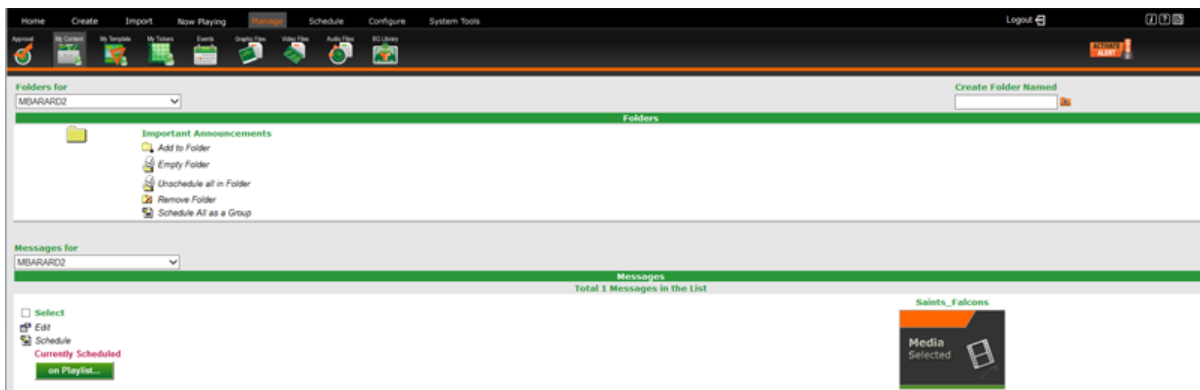 Home Create Import Now Playing Manage Schedule Configure System Tools Logout
Approval My Content My Template My Tickers Events Graphic Files Video Files Audio Files BG Library
ACTIVATE ALERT
Folders for
MBARARD2
Create Folder Named
Folders
Important Announcements
Add to Folder
Empty Folder
Unschedule all in Folder
Remove Folder
Schedule All as a Group
Messages for
MBARARD2
Messages
Total 1 Messages in the List
Select
Edit
Schedule
Currently Scheduled
on Playlist...
Saints_Falcons
Media
Selected